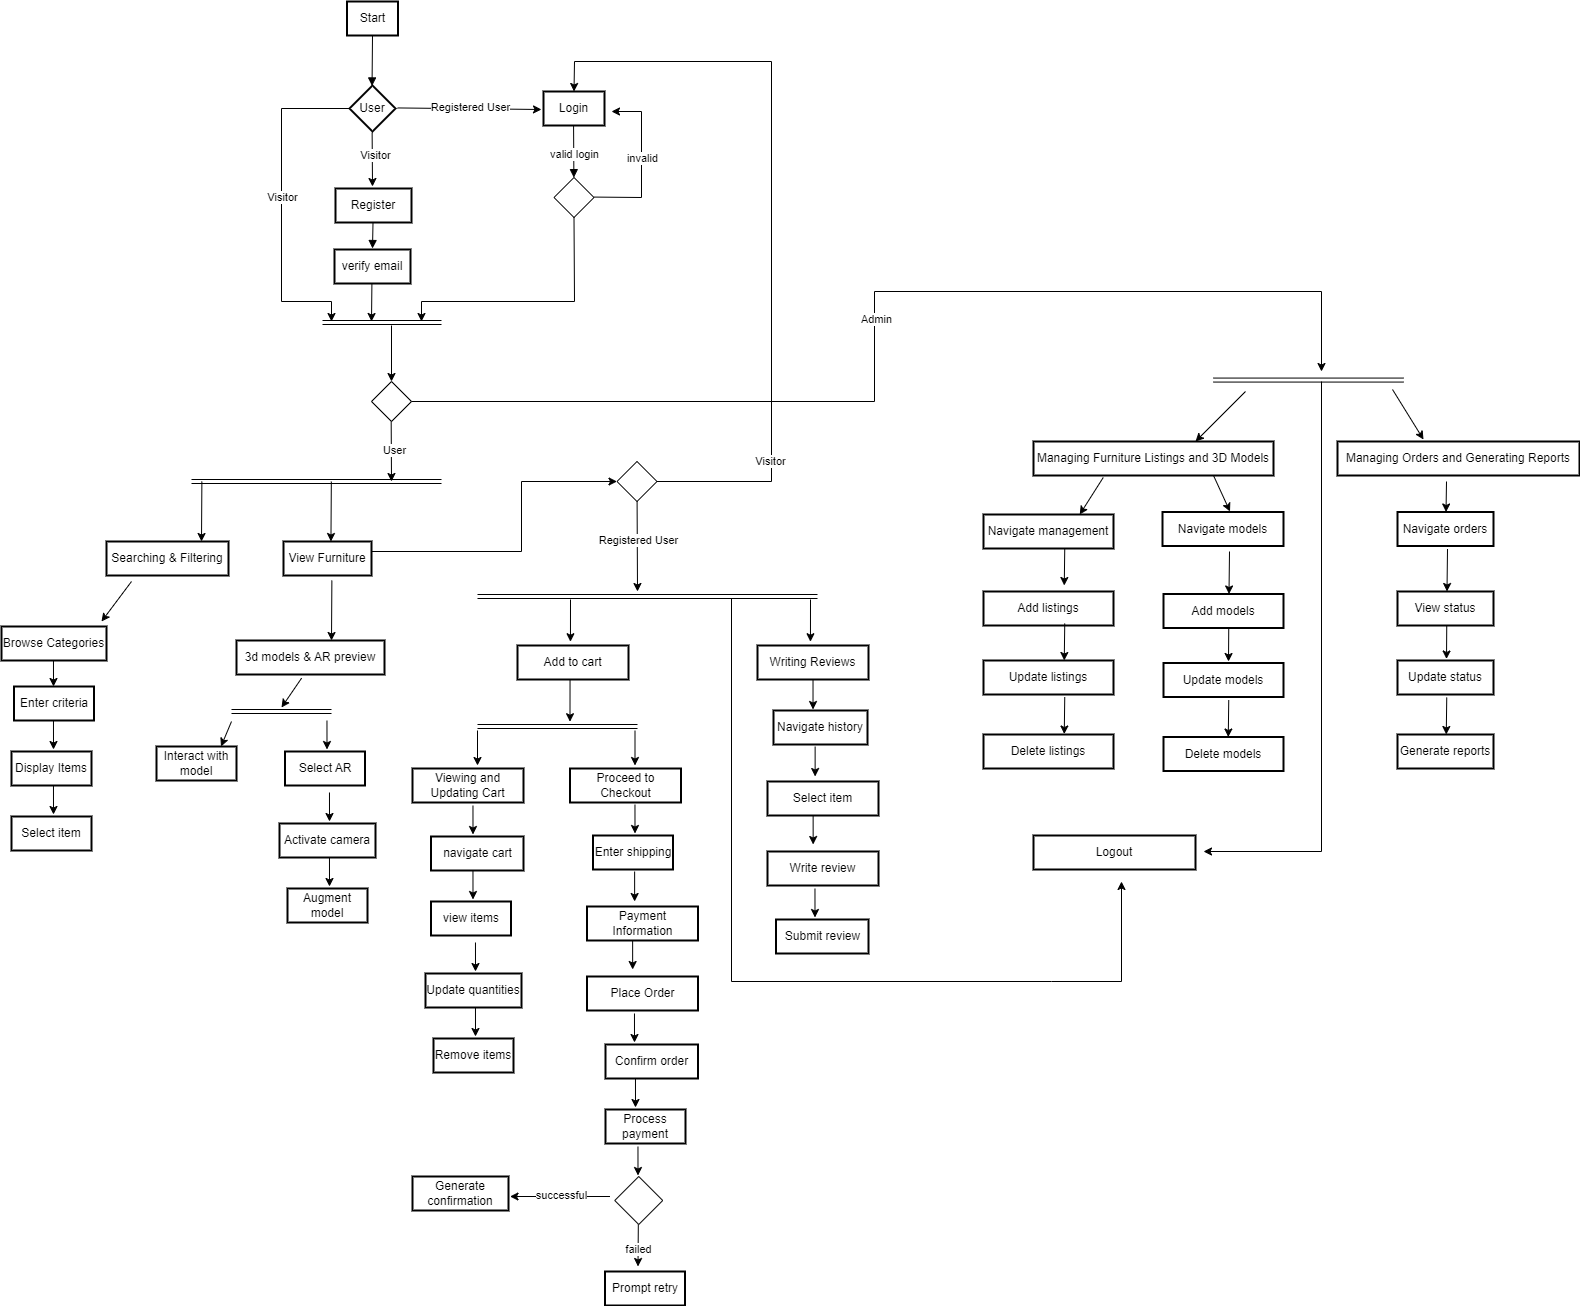 Start
User
Registered User
Login
Visitor
valid login
invalid
Visitor
Register
verify email
Admin
User
Visitor
Registered User
Searching & Filtering
View Furniture
Browse Categories
Enter criteria
Display Items
Select item
3d models & AR preview
Interact with
model
Select AR
Activate camera
Augment
model
Add to cart
Viewing and
Updating Cart
navigate cart
view items
Update quantities
Remove items
Proceed to
Checkout
Enter shipping
Payment
Information
Place Order
Confirm order
Process
payment
successful
Generate
confirmation
failed
Prompt retry
Writing Reviews
Navigate history
Select item
Write review
Submit review
Managing Furniture Listings and 3D Models
Navigate management
Add listings
Update listings
Delete listings
Navigate models
Add models
Update models
Delete models
Managing Orders and Generating Reports
Navigate orders
View status
Update status
Generate reports
Logout